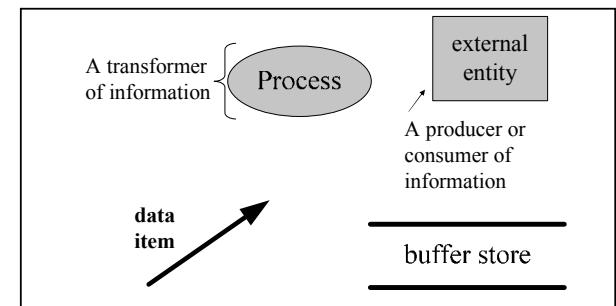 A transformer
of information
Process
external
entity
A producer or
consumer of
information
data
item
buffer store